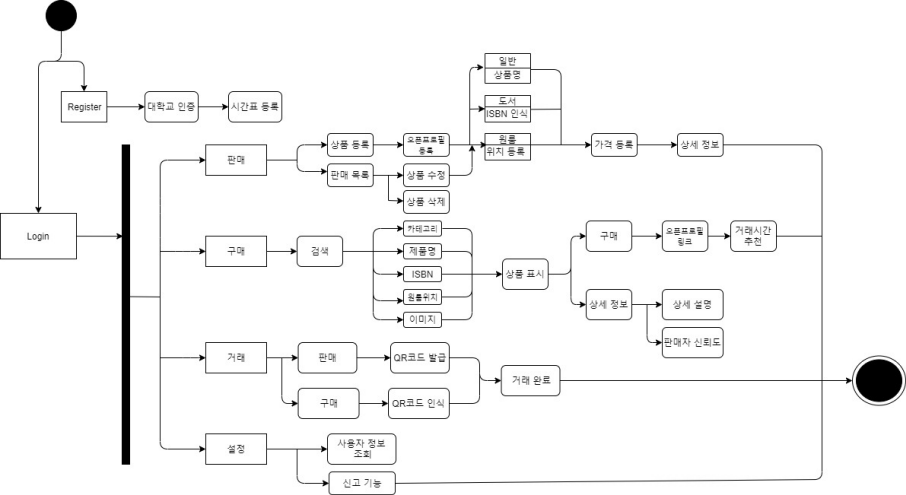 Register
대학교 인증
시간표 등록
일반
상품명
도서
ISBN 인식
원룸
위치 등록
판매
상품 등록
오픈프로필
등록
판매 목록
상품 수정
상품 삭제
가격 등록
상세 정보
Login
구매
검색
카테고리
제품명
ISBN
원룸위치
이미지
상품 표시
구매
오픈프로필
링크
거래시간
추천
상세 정보
상세 설명
판매자 신뢰도
거래
판매
QR코드 발급
구매
QR코드 인식
거래 완료
설정
사용자 정보
조회
신고 기능